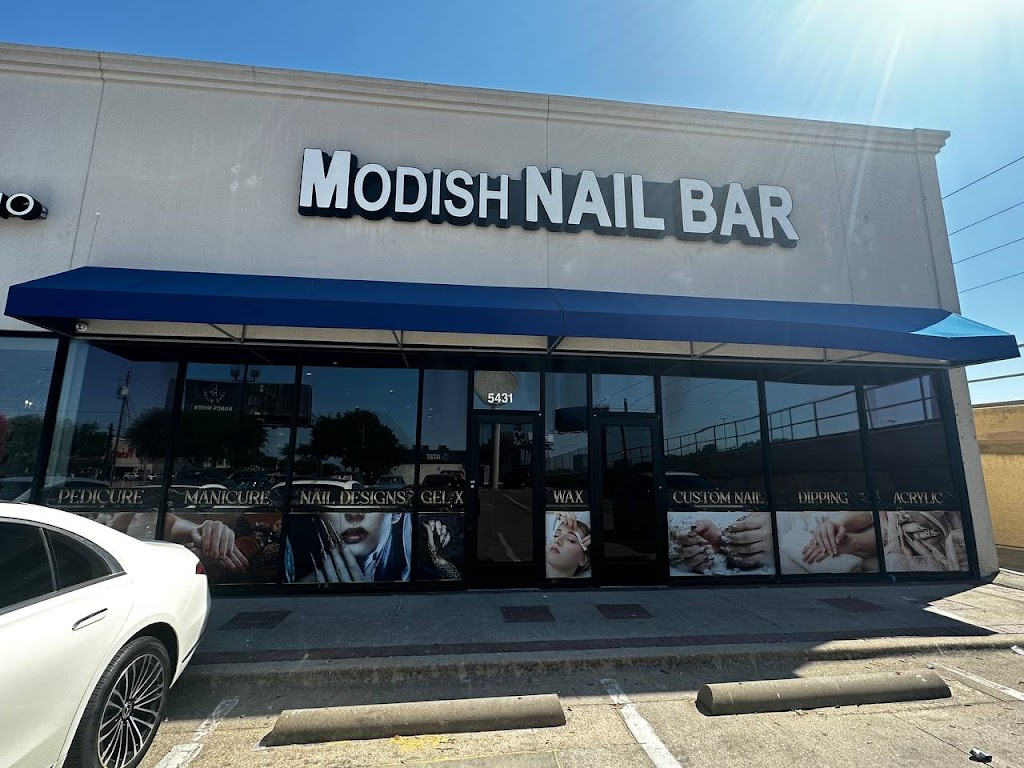 MODISH NAIL BAR
5431
PEDICURE
MANICURE
NAIL DESIGNS
GEL X
WAX
CUSTOM NAIL
DIPPING
ACRYLIC